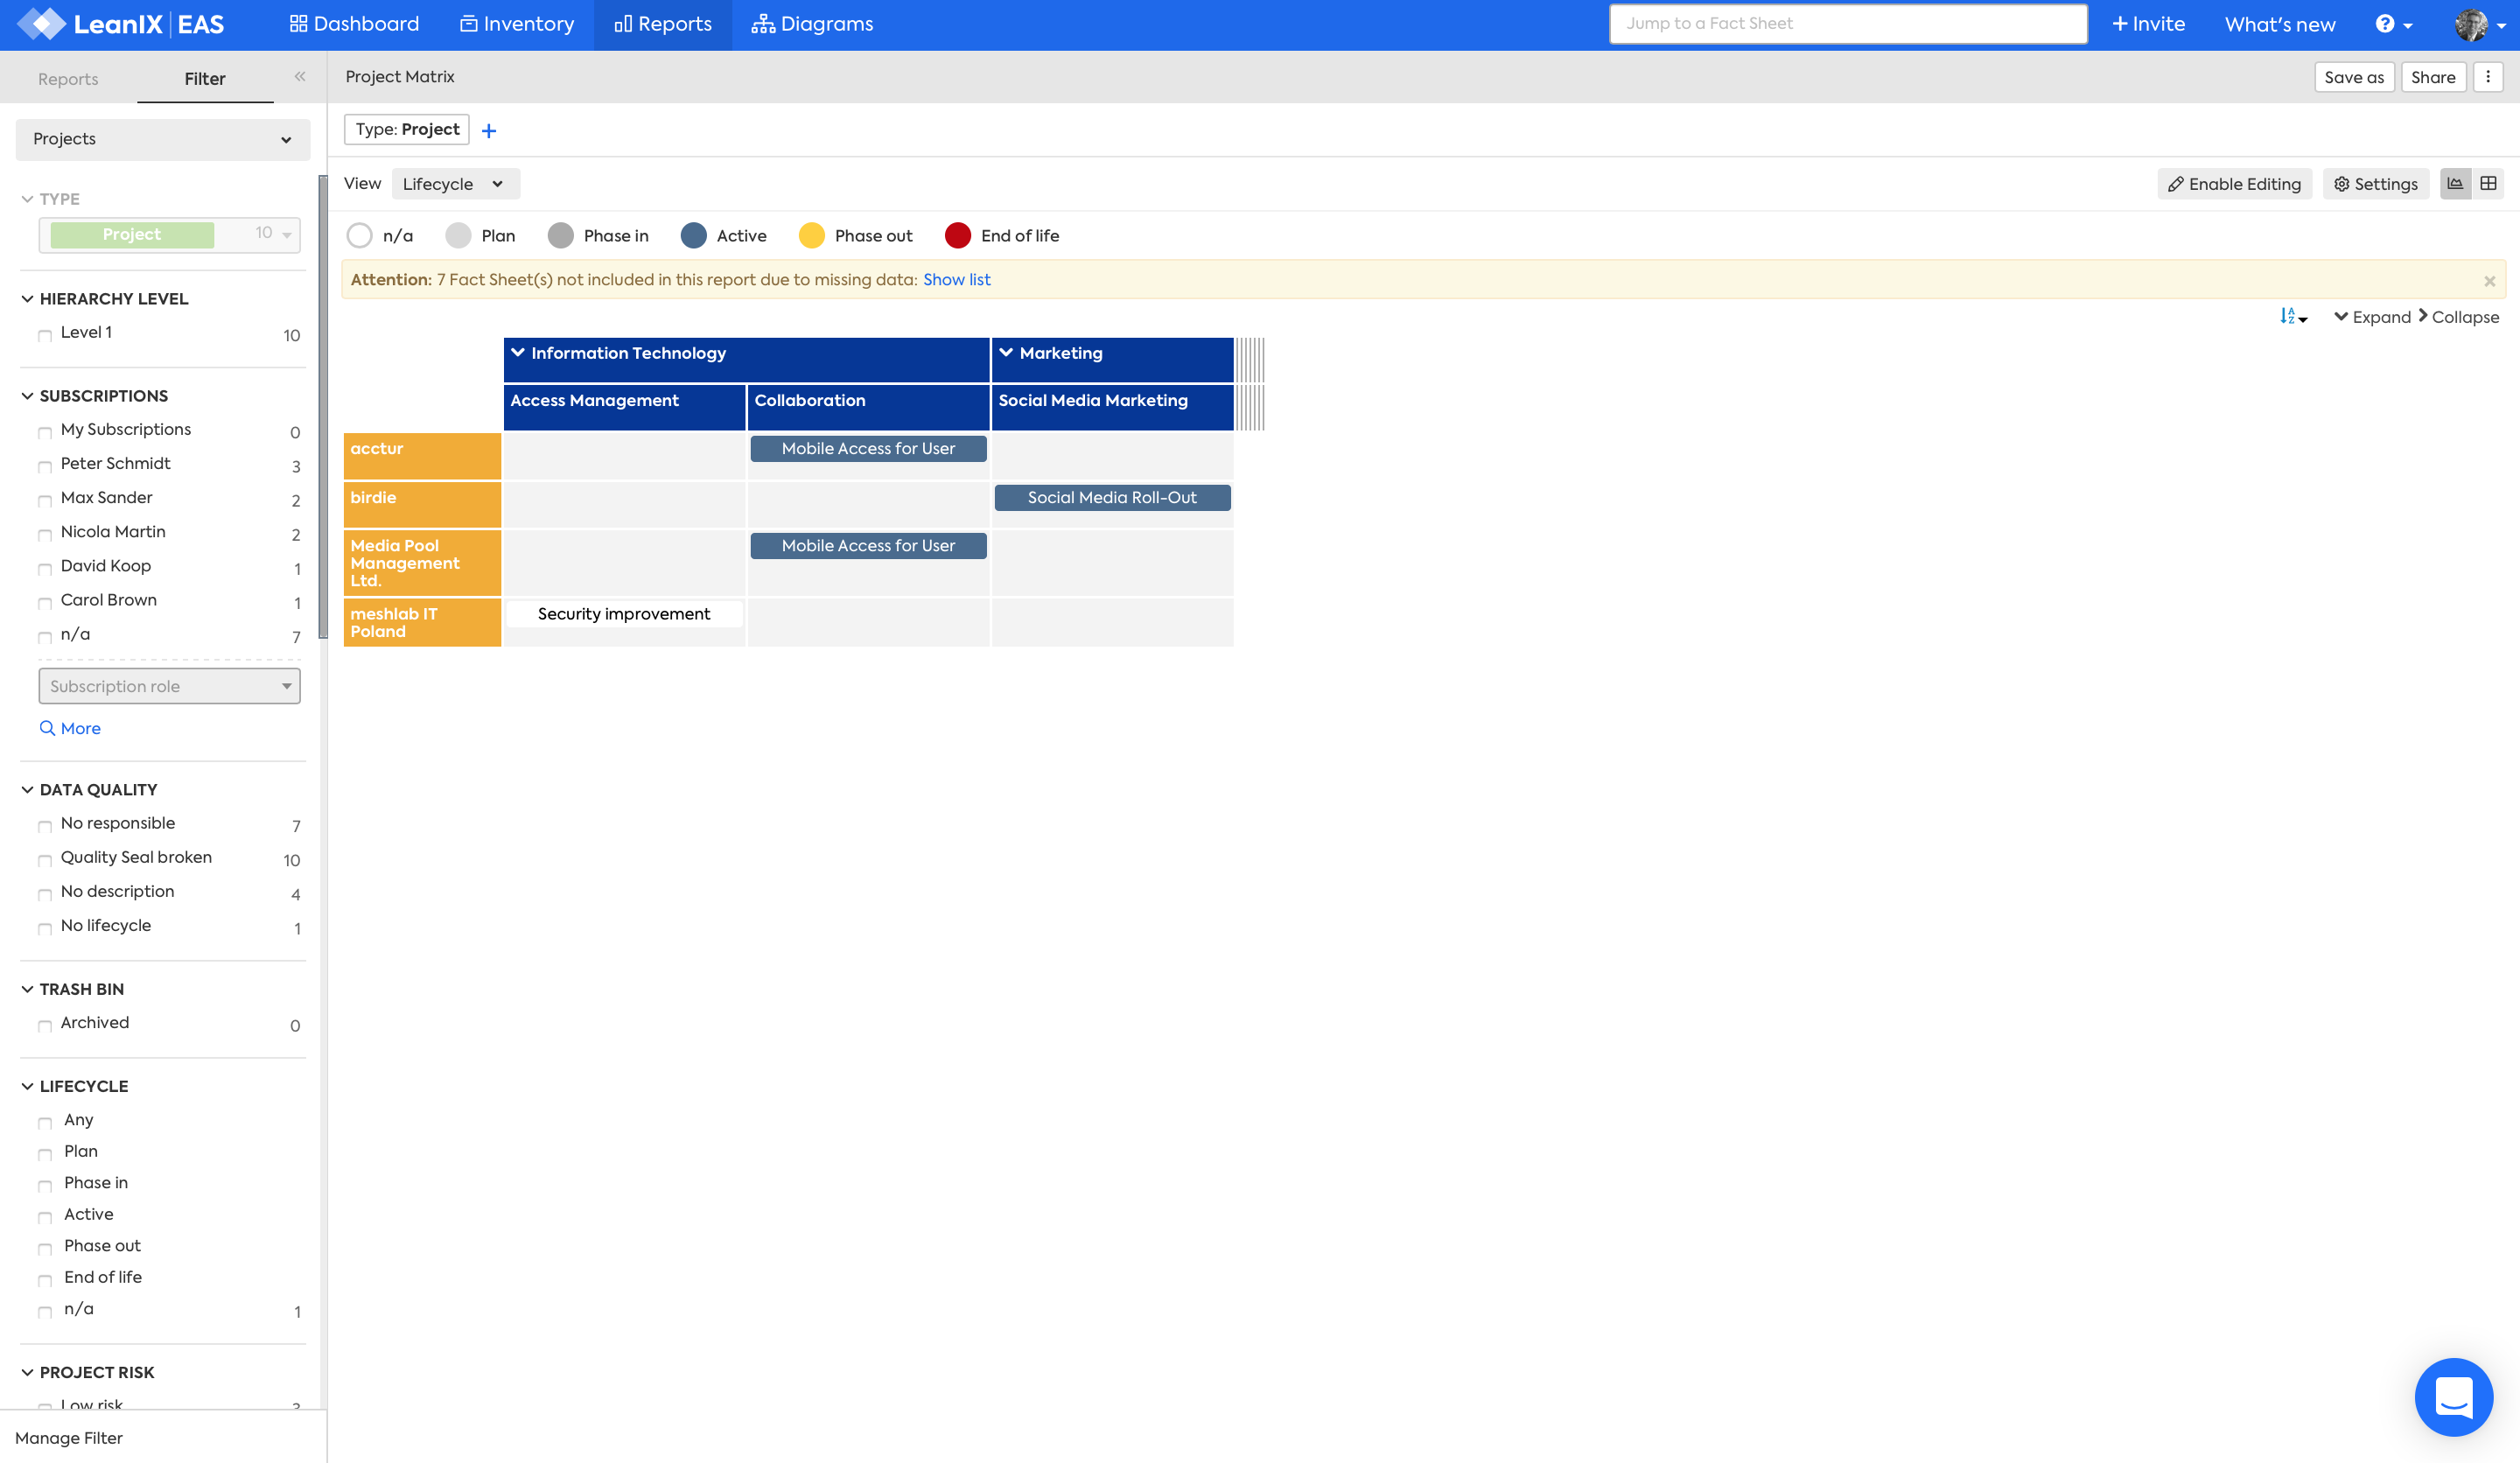 LeanIX EAS
Dashboard
Inventory
Reports
Diagrams
Jump to a Fact Sheet
Invite
What's new
Reports
Filter
Project Matrix
Save as
Share
Projects
Type: Project
TYPE
Project 10
View
Lifecycle
Enable Editing
Settings
n/a
Plan
Phase in
Active
Phase out
End of life
Attention: 7 Fact Sheet(s) not included in this report due to missing data: Show list
Expand
Collapse
HIERARCHY LEVEL
Level 1 10
SUBSCRIPTIONS
My Subscriptions 0
Peter Schmidt 3
Max Sander 2
Nicola Martin 2
David Koop 1
Carol Brown 1
n/a 7
Subscription role
More
DATA QUALITY
No responsible 7
Quality Seal broken 10
No description 4
No lifecycle 1
TRASH BIN
Archived 0
LIFECYCLE
Any
Plan
Phase in
Active
Phase out
End of life
n/a 1
PROJECT RISK
Low risk 3
Manage Filter
Information Technology
Marketing
Access Management
Collaboration
Social Media Marketing
acctur
Mobile Access for User
birdie
Social Media Roll-Out
Media Pool
Management
Ltd.
Mobile Access for User
meshlab IT
Poland
Security improvement